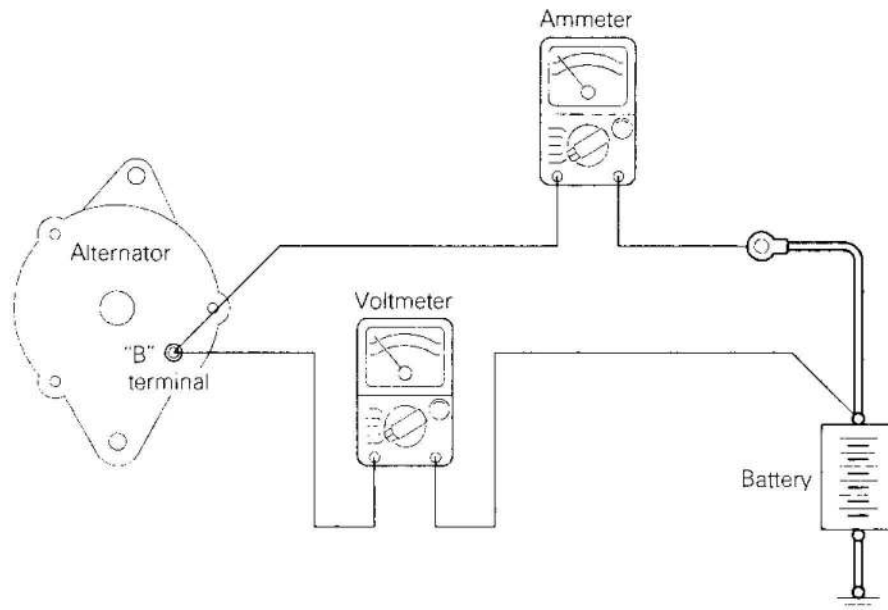 Ammeter
Alternator
Voltmeter
"B"
terminal
Battery